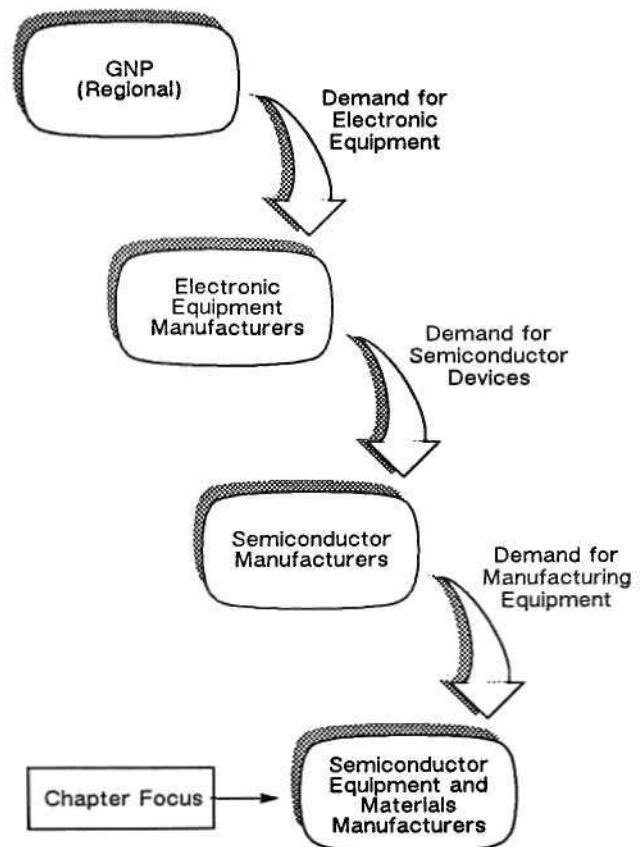 GNP
(Regional)
Demand for
Electronic
Equipment
Electronic
Equipment
Manufacturers
Demand for
Semiconductor
Devices
Semiconductor
Manufacturers
Demand for
Manufacturing
Equipment
Semiconductor
Equipment and
Materials
Manufacturers
Chapter Focus